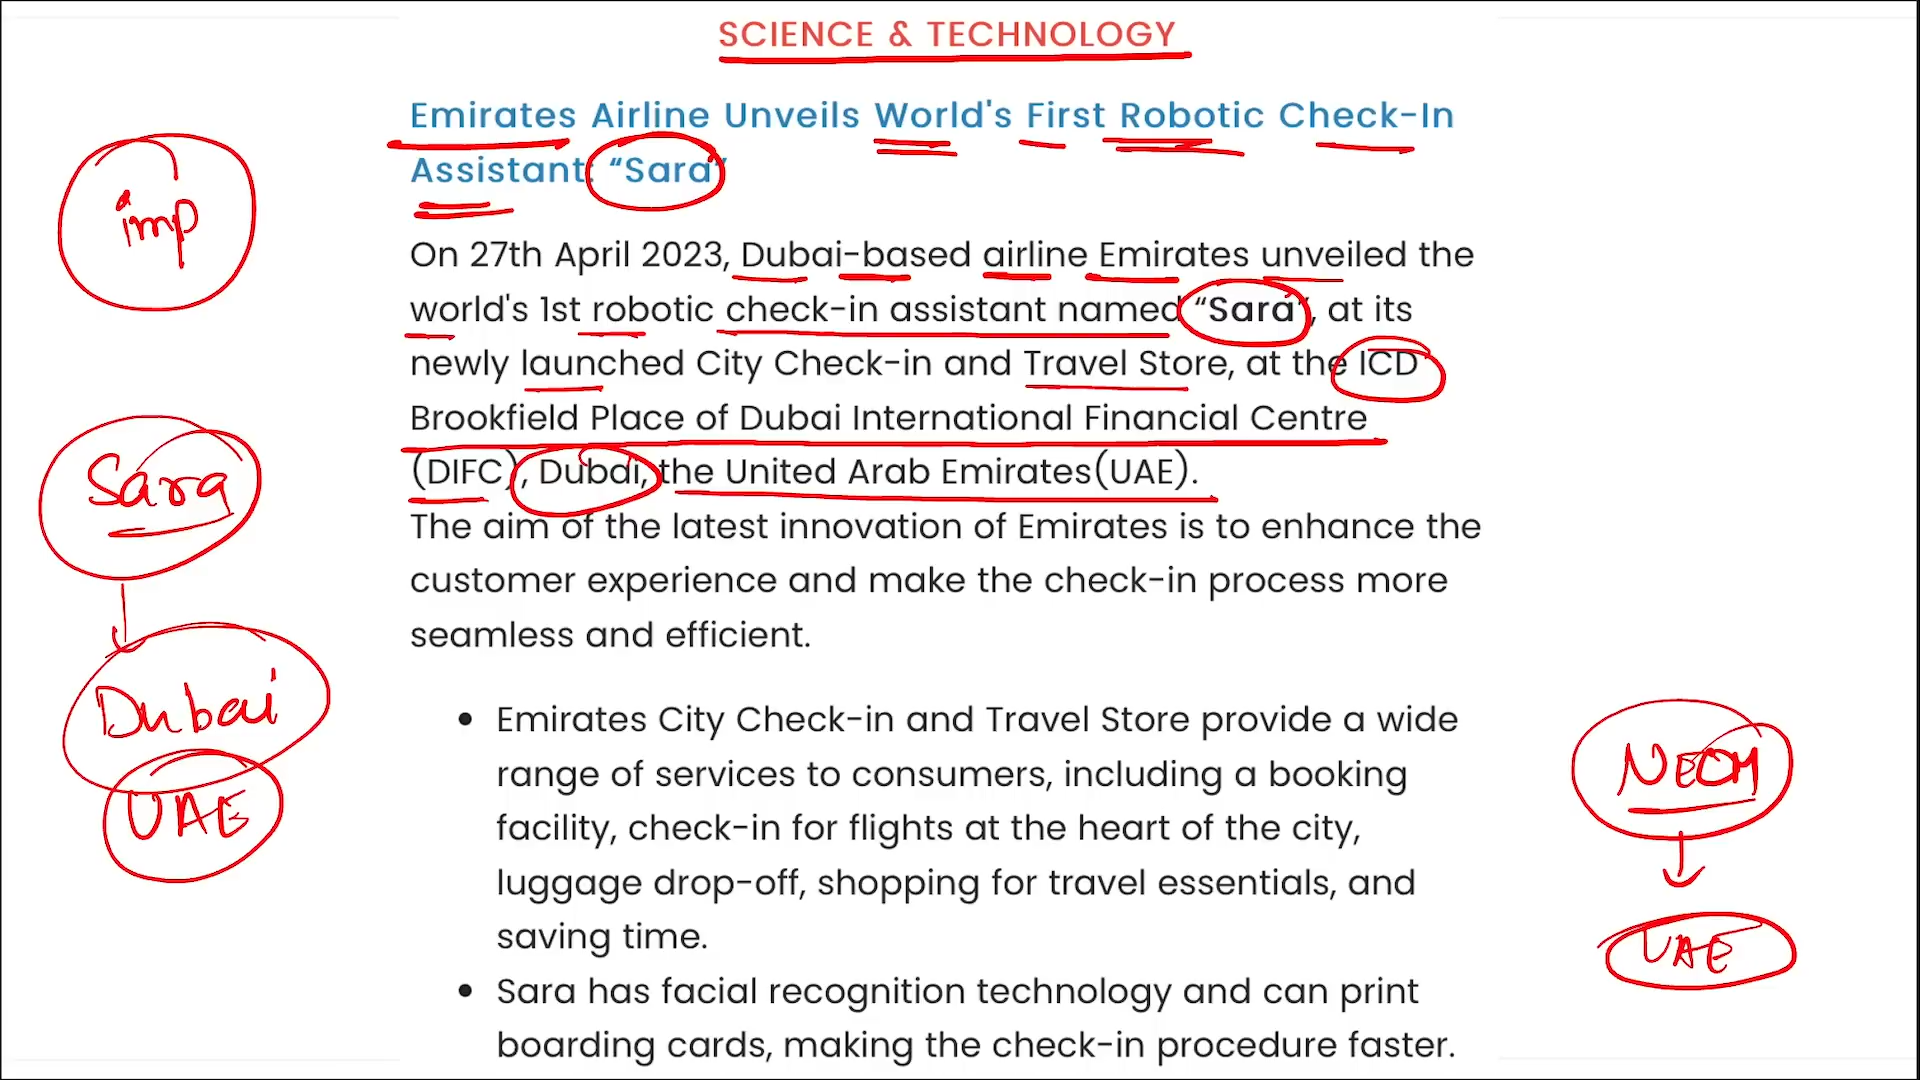 SCIENCE & TECHNOLOGY
Emirates Airline Unveils World's First Robotic Check-In
Assistant: “Sara”
On 27th April 2023, Dubai-based airline Emirates unveiled the
world's 1st robotic check-in assistant named “Sara”, at its
newly launched City Check-in and Travel Store, at the ICD
Brookfield Place of Dubai International Financial Centre
(DIFC), Dubai, the United Arab Emirates(UAE).
The aim of the latest innovation of Emirates is to enhance the
customer experience and make the check-in process more
seamless and efficient.
• Emirates City Check-in and Travel Store provide a wide
range of services to consumers, including a booking
facility, check-in for flights at the heart of the city,
luggage drop-off, shopping for travel essentials, and
saving time.
• Sara has facial recognition technology and can print
boarding cards, making the check-in procedure faster.
imp
Sara
Dubai
UAE
NEOM
UAE